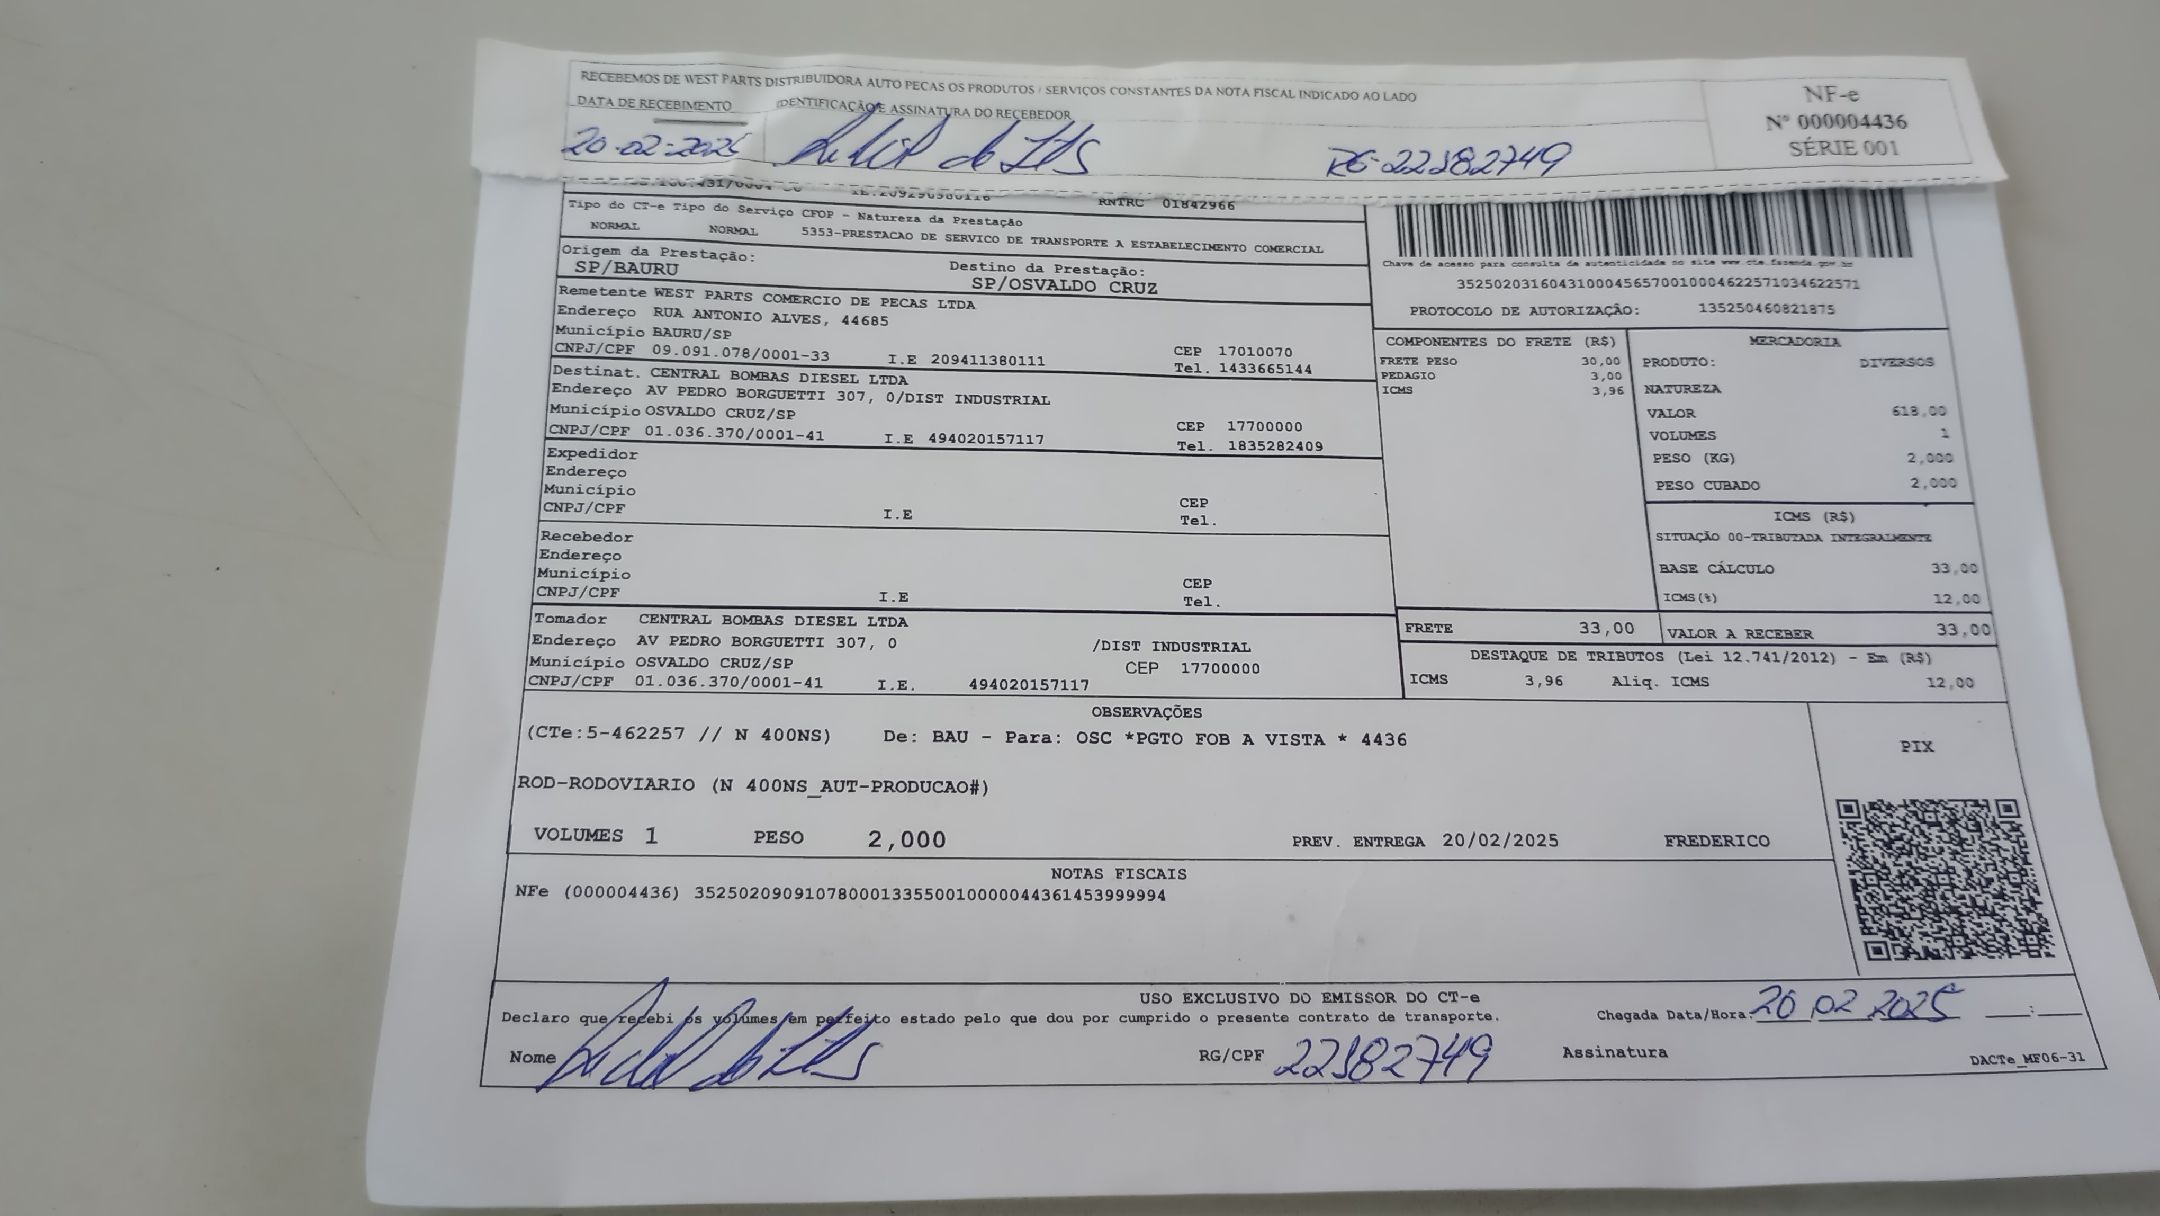 RECEBEMOS DE WEST PARTS DISTRIBUIDORA AUTO PECAS OS PRODUTOS / SERVIÇOS CONSTANTES DA NOTA FISCAL INDICADO AO LADO
DATA DE RECEBIMENTO IDENTIFICAÇÃO E ASSINATURA DO RECEBEDOR
20-02-2025 RG-22382749
NF-e
Nº 000004436
SÉRIE 001
RNTRC 01842966
Tipo do CT-e Tipo do Serviço CFOP - Natureza da Prestação
NORMAL NORMAL 5353-PRESTACAO DE SERVICO DE TRANSPORTE A ESTABELECIMENTO COMERCIAL
Origem da Prestação: Destino da Prestação:
SP/BAURU SP/OSVALDO CRUZ
Remetente WEST PARTS COMERCIO DE PECAS LTDA
Endereço RUA ANTONIO ALVES, 44685
Município BAURU/SP CEP 17010070
CNPJ/CPF 09.091.078/0001-33 I.E 209411380111 Tel. 1433665144
Destinat. CENTRAL BOMBAS DIESEL LTDA
Endereço AV PEDRO BORGUETTI 307, 0/DIST INDUSTRIAL
Município OSVALDO CRUZ/SP CEP 17700000
CNPJ/CPF 01.036.370/0001-41 I.E 494020157117 Tel. 1835282409
Expedidor
Endereço
Município CEP
CNPJ/CPF I.E Tel.
Recebedor
Endereço
Município CEP
CNPJ/CPF I.E Tel.
Tomador CENTRAL BOMBAS DIESEL LTDA
Endereço AV PEDRO BORGUETTI 307, 0 /DIST INDUSTRIAL
Município OSVALDO CRUZ/SP CEP 17700000
CNPJ/CPF 01.036.370/0001-41 I.E. 494020157117
Chave de acesso para consulta de autenticidade no site www.cte.fazenda.gov.br
35250203160431000456570010004622571034622571
PROTOCOLO DE AUTORIZAÇÃO: 135250460821875
COMPONENTES DO FRETE (R$)
FRETE PESO 30,00
PEDAGIO 3,00
ICMS 3,96
MERCADORIA
PRODUTO: DIVERSOS
NATUREZA
VALOR 618,00
VOLUMES 1
PESO (KG) 2,000
PESO CUBADO 2,000
ICMS (R$)
SITUAÇÃO 00-TRIBUTADA INTEGRALMENTE
BASE CÁLCULO 33,00
ICMS(%) 12,00
FRETE 33,00 VALOR A RECEBER 33,00
DESTAQUE DE TRIBUTOS (Lei 12.741/2012) - Em (R$)
ICMS 3,96 Aliq. ICMS 12,00
OBSERVAÇÕES
(CTe:5-462257 // N 400NS) De: BAU - Para: OSC *PGTO FOB A VISTA * 4436
ROD-RODOVIARIO (N 400NS_AUT-PRODUCAO#)
VOLUMES 1 PESO 2,000 PREV. ENTREGA 20/02/2025 FREDERICO
PIX
NOTAS FISCAIS
NFe (000004436) 35250209091078000133550010000044361453999994
USO EXCLUSIVO DO EMISSOR DO CT-e
Declaro que recebi os volumes em perfeito estado pelo que dou por cumprido o presente contrato de transporte. Chegada Data/Hora: 20 02 2025 :
Nome RG/CPF 22382749 Assinatura DACTe_MF06-31